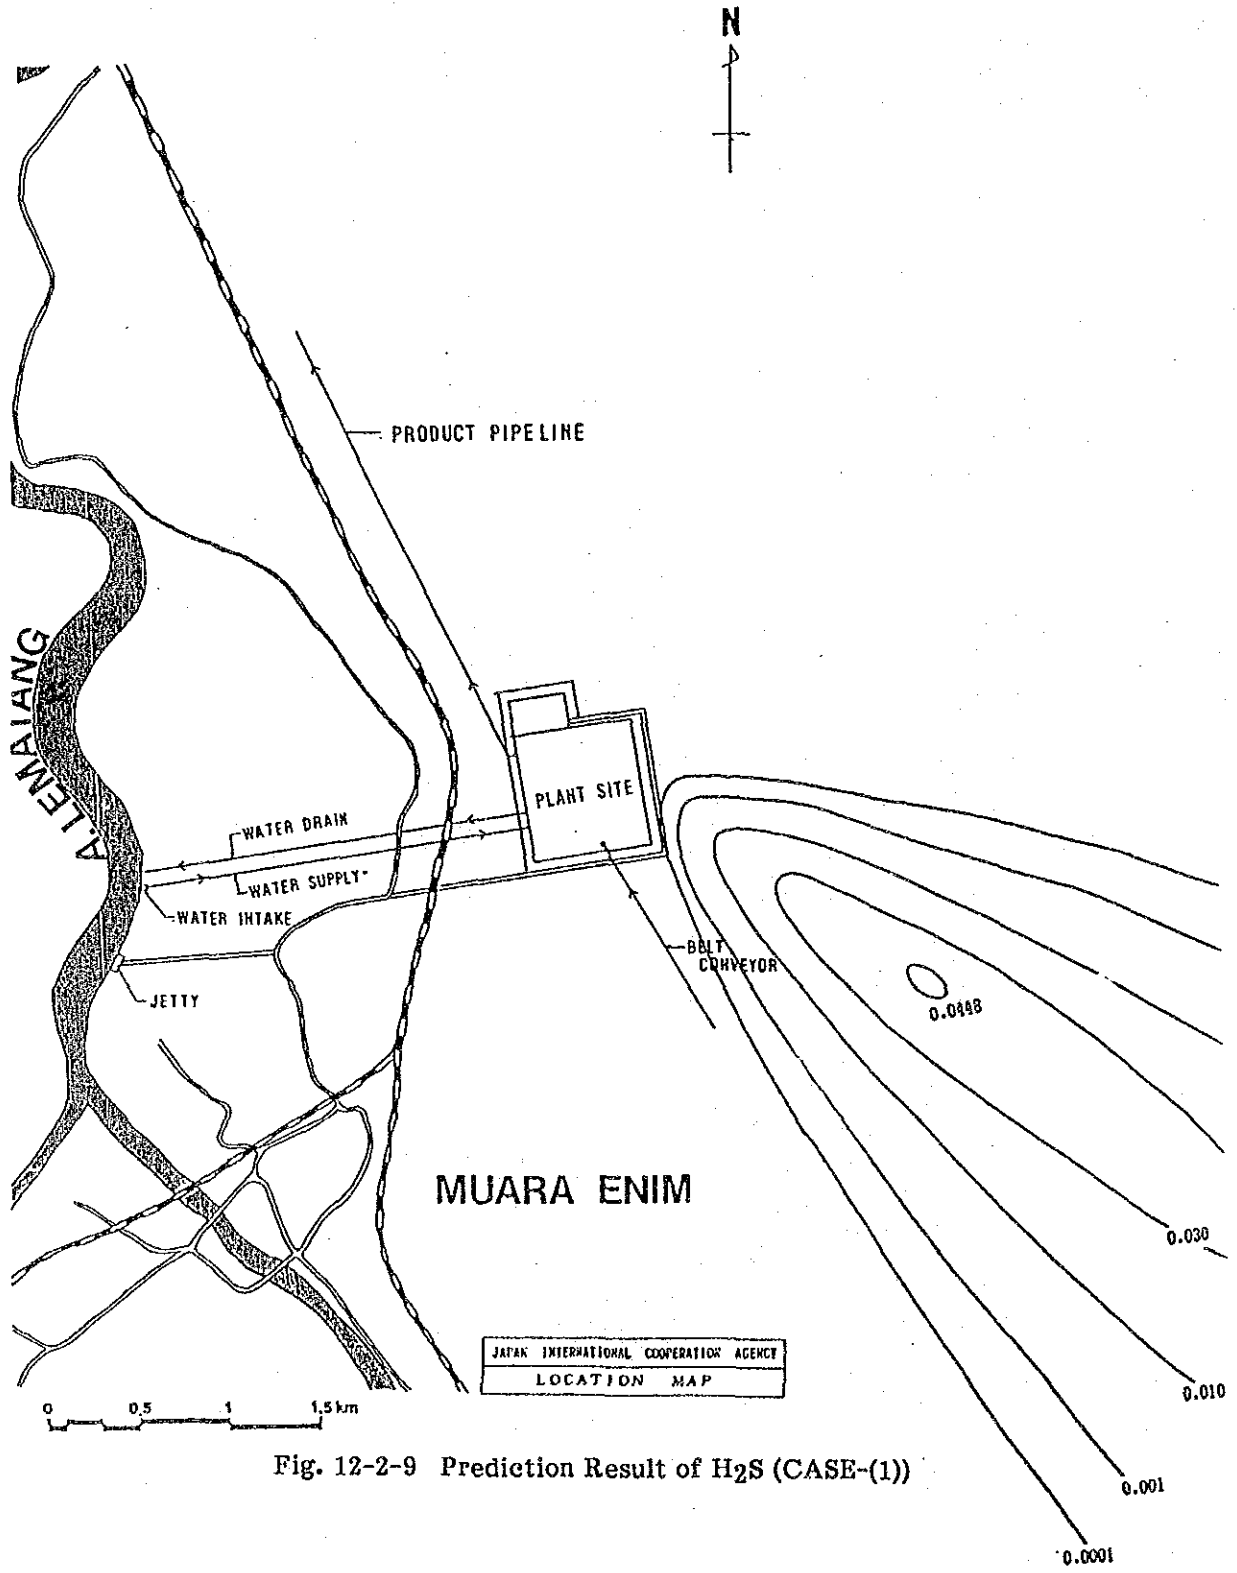 N
PRODUCT PIPELINE
A.LEMATANG
PLANT SITE
WATER DRAIN
WATER SUPPLY
WATER INTAKE
BELT
CONVEYOR
JETTY
0.0448
MUARA ENIM
0.030
JAPAN INTERNATIONAL COOPERATION AGENCY
LOCATION MAP
0.010
0 0.5 1 1.5 km
Fig. 12-2-9 Prediction Result of H2S (CASE-(1))
0.001
0.0001